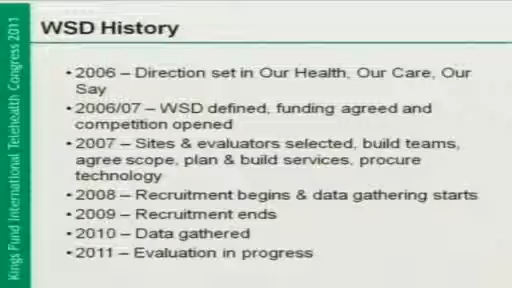 WSD History
• 2006 – Direction set in Our Health, Our Care, Our
Say
• 2006/07 – WSD defined, funding agreed and
competition opened
• 2007 – Sites & evaluators selected, build teams,
agree scope, plan & build services, procure
technology
• 2008 – Recruitment begins & data gathering starts
• 2009 – Recruitment ends
• 2010 – Data gathered
• 2011 – Evaluation in progress
Kings Fund International Telehealth Congress 2011